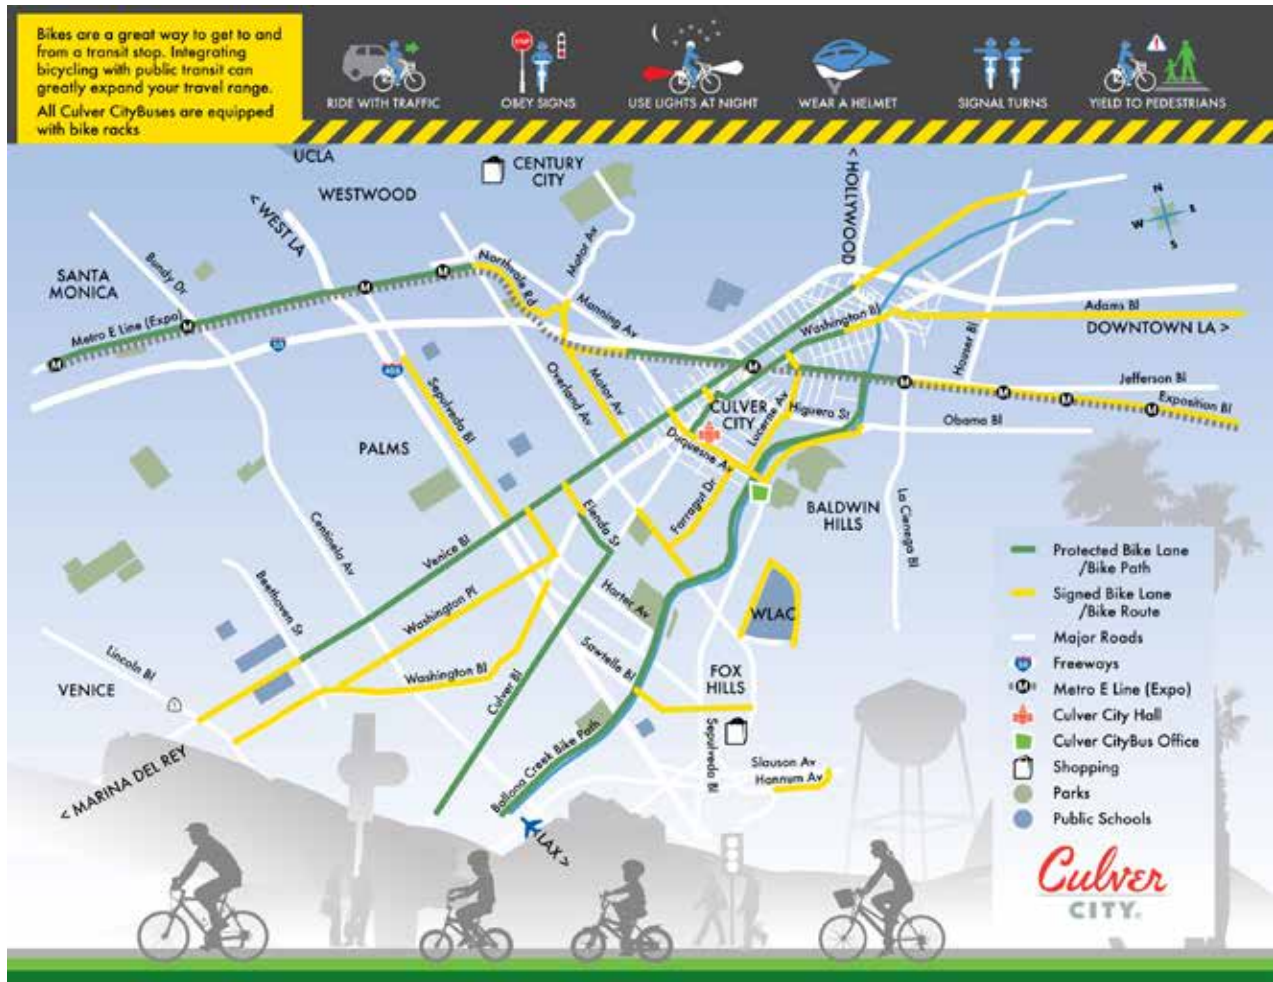 Bikes are a great way to get to and
from a transit stop. Integrating
bicycling with public transit can
greatly expand your travel range.
All Culver CityBuses are equipped
with bike racks
RIDE WITH TRAFFIC
STOP
OBEY SIGNS
USE LIGHTS AT NIGHT
WEAR A HELMET
SIGNAL TURNS
YIELD TO PEDESTRIANS
UCLA
WESTWOOD
CENTURY
CITY
< WEST LA
< HOLLYWOOD
N
E
S
W
SANTA
MONICA
Bundy Dr
Metro E Line (Expo)
Northvale Rd
Motor Av
Manning Av
Washington Bl
Adams Bl
DOWNTOWN LA >
Hauser Bl
Jefferson Bl
Exposition Bl
Obama Bl
405
Sepulveda Bl
Overland Av
Motor Av
CULVER
CITY
Lucerne Av
Higuera St
Duquesne Av
PALMS
Farragut Dr
BALDWIN
HILLS
La Cienega Bl
Centinela Av
Venice Bl
Elenda St
Beethoven St
Washington Pl
Harter Av
WLAC
Washington Bl
Sawtelle Bl
Culver Bl
FOX
HILLS
Lincoln Bl
VENICE
1
Ballona Creek Bike Path
Sepulveda Bl
Slauson Av
Hannum Av
< MARINA DEL REY
LAX >
Protected Bike Lane
/Bike Path
Signed Bike Lane
/Bike Route
Major Roads
Freeways
M
Metro E Line (Expo)
Culver City Hall
Culver CityBus Office
Shopping
Parks
Public Schools
Culver
CITY